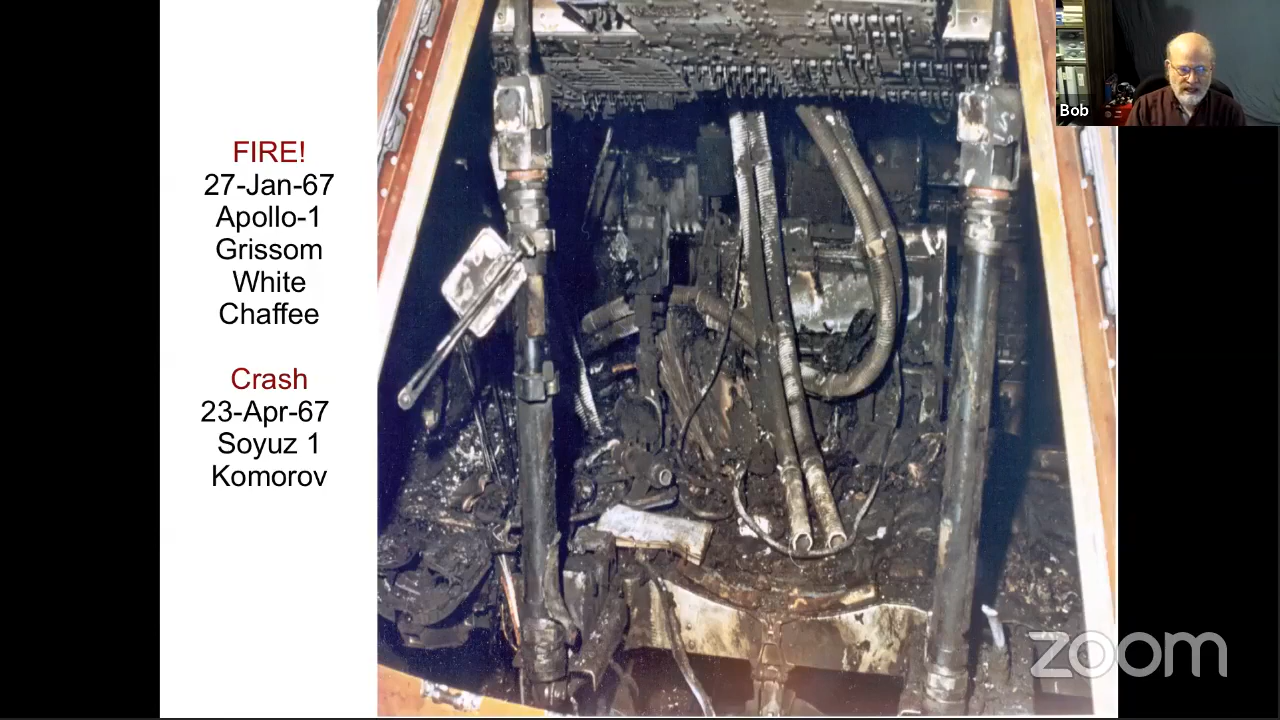 FIRE!
27-Jan-67
Apollo-1
Grissom
White
Chaffee
Crash
23-Apr-67
Soyuz 1
Komorov
Bob
S
zoom